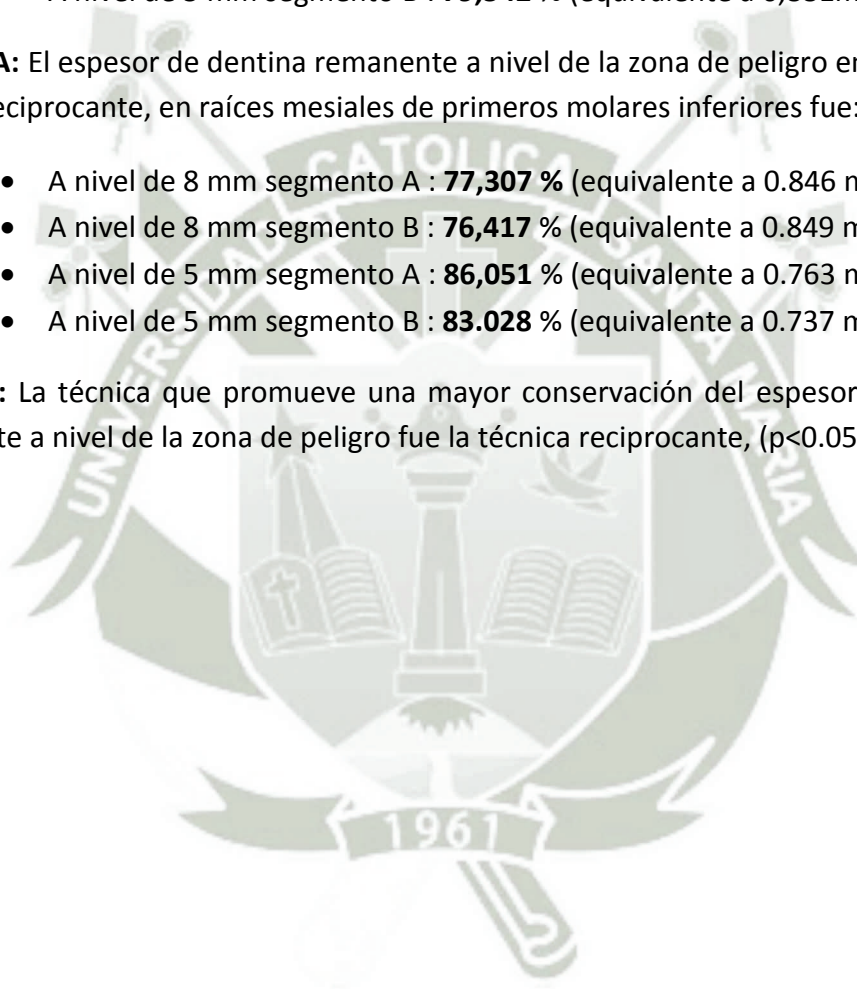 A: El espesor de dentina remanente a nivel de la zona de peligro en
reciprocante, en raíces mesiales de primeros molares inferiores fue:
• A nivel de 8 mm segmento A : 77,307 % (equivalente a 0.846 m
• A nivel de 8 mm segmento B : 76,417 % (equivalente a 0.849 m
• A nivel de 5 mm segmento A : 86,051 % (equivalente a 0.763 m
• A nivel de 5 mm segmento B : 83.028 % (equivalente a 0.737 m
: La técnica que promueve una mayor conservación del espesor
te a nivel de la zona de peligro fue la técnica reciprocante, (p<0.05
UNIVERSIDAD CATOLICA SANTA MARIA
1961